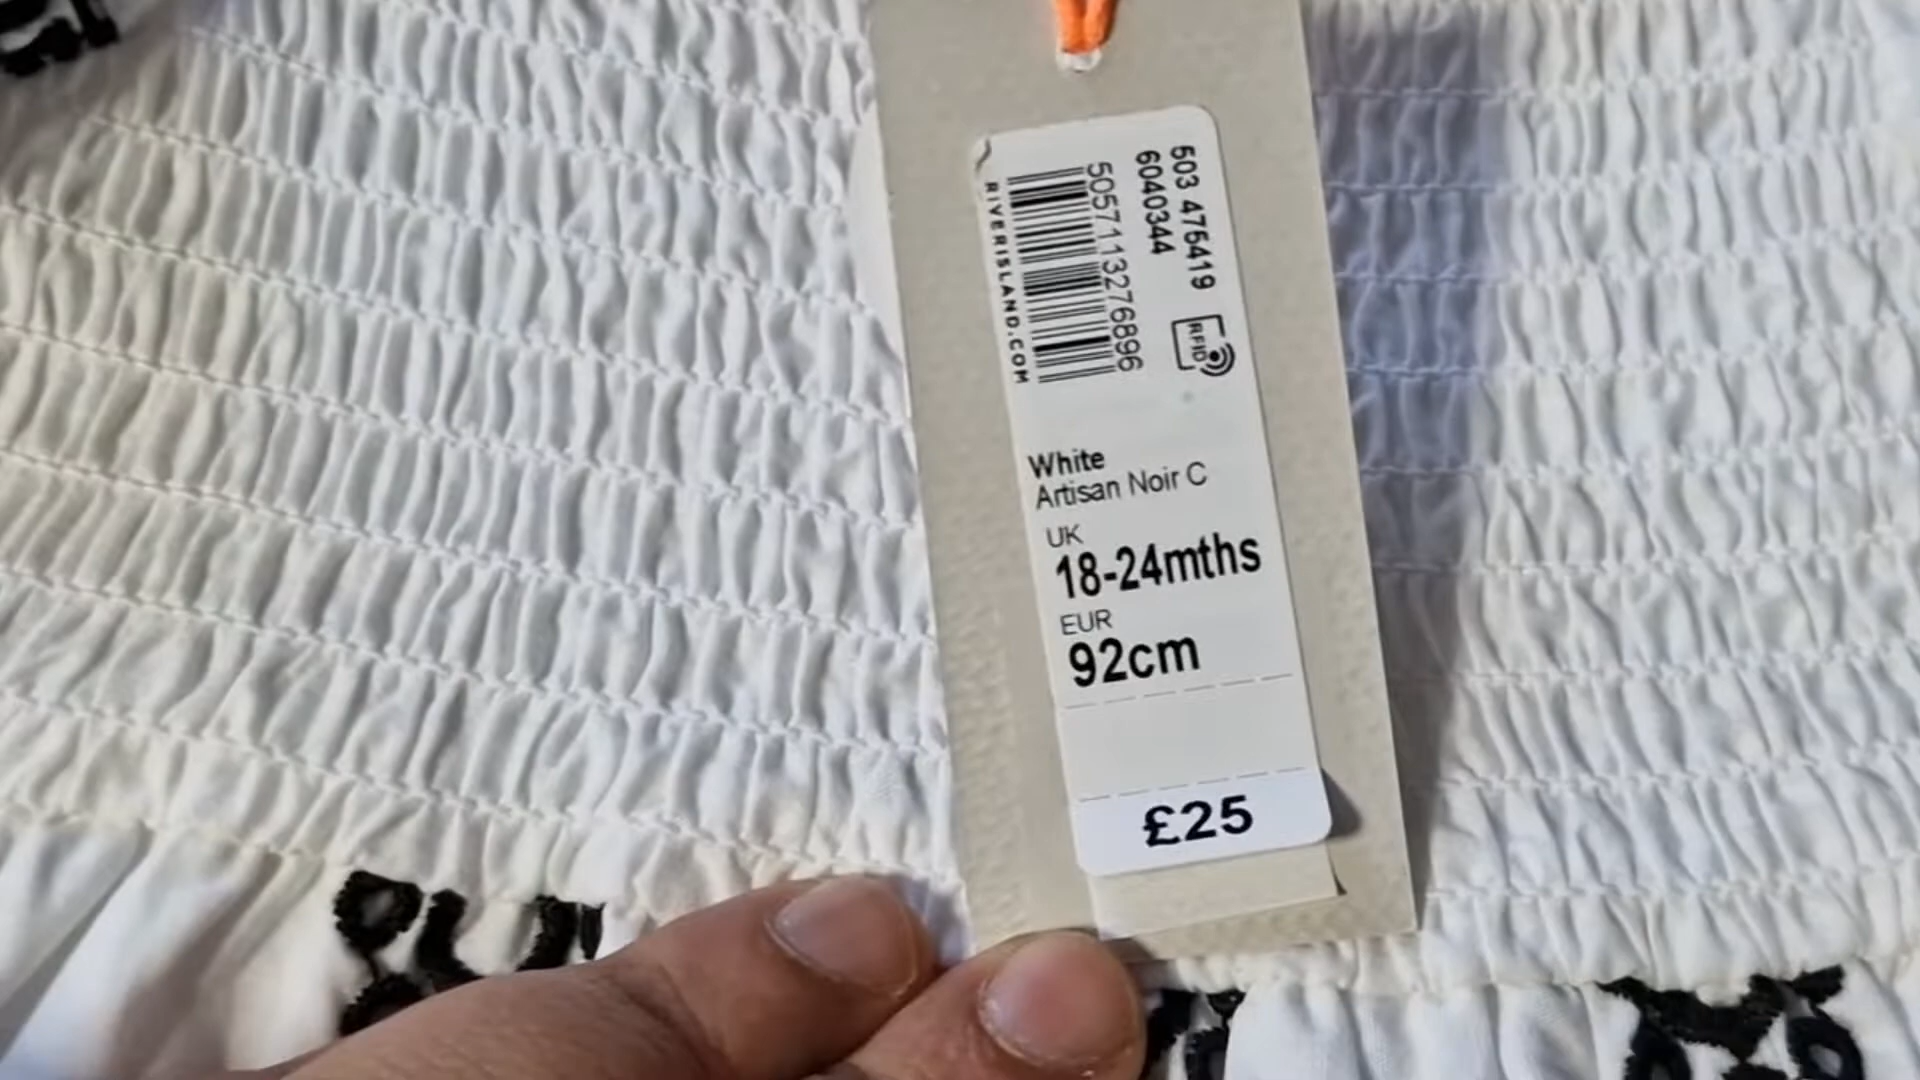 503 475419
6040344
5057113276896
RIVERISLAND.COM
RFID
White
Artisan Noir C
UK
18-24mths
EUR
92cm
£25